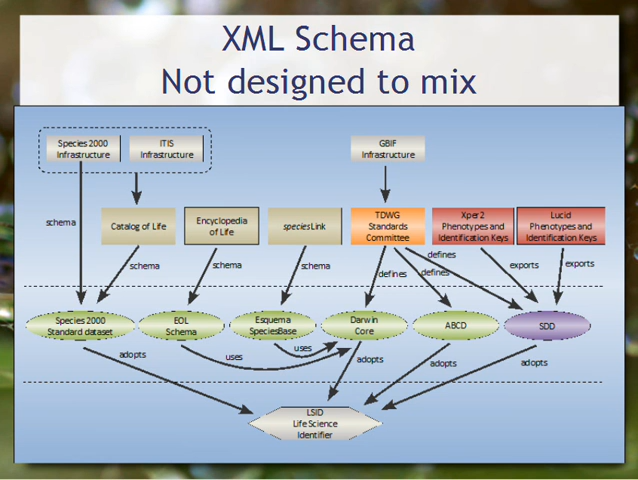 XML Schema
Not designed to mix
Species 2000
Infrastructure
ITIS
Infrastructure
GBIF
Infrastructure
schema
Catalog of Life
Encyclopedia
of Life
speciesLink
TDWG
Standards
Committee
Xper2
Phenotypes and
Identification Keys
Lucid
Phenotypes and
Identification Keys
schema
schema
schema
defines
defines
defines
exports
exports
Species 2000
Standard dataset
EOL
Schema
Esquema
SpeciesBase
Darwin
Core
ABCD
SDD
adopts
uses
uses
adopts
adopts
adopts
LSID
Life Science
Identifier